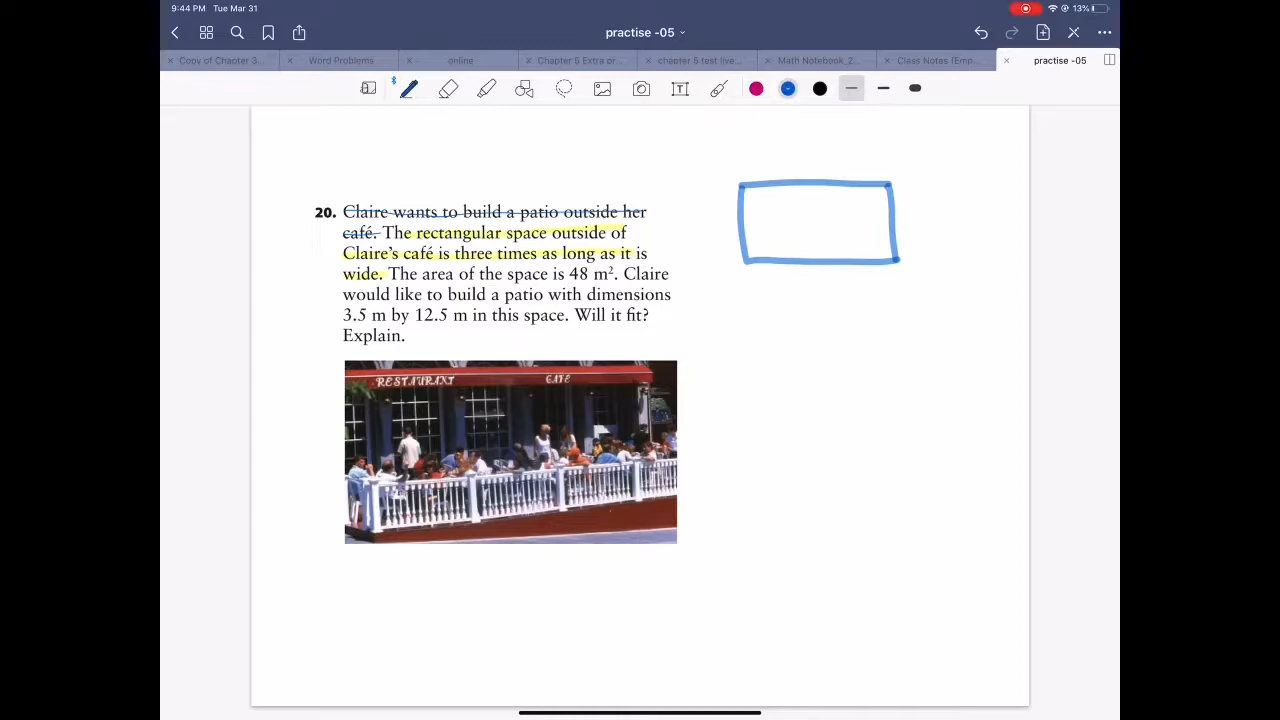 9:44 PM Tue Mar 31
13%
practise -05
Copy of Chapter 3...
Word Problems
online
Chapter 5 Extra pr...
chapter 5 test live...
Math Notebook_2...
Class Notes (Emp...
practise -05
20. Claire wants to build a patio outside her
café. The rectangular space outside of
Claire's café is three times as long as it is
wide. The area of the space is 48 m². Claire
would like to build a patio with dimensions
3.5 m by 12.5 m in this space. Will it fit?
Explain.
RESTAURANT CAFE